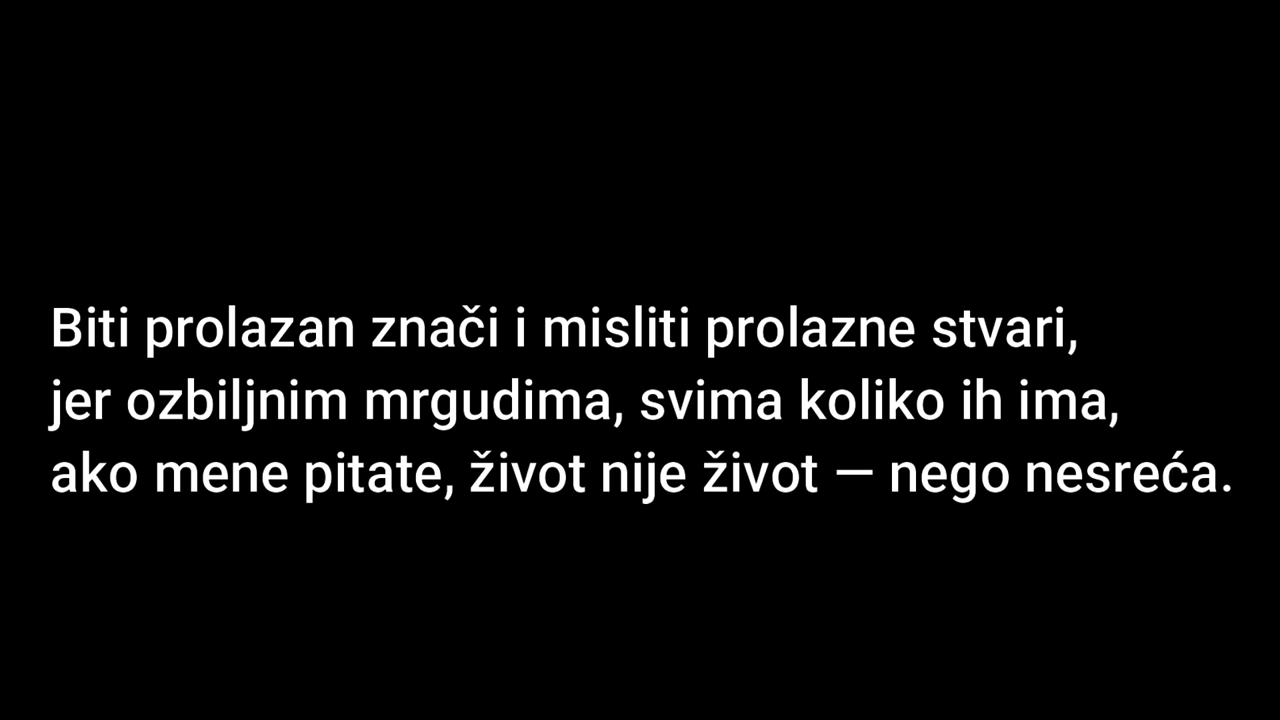 Biti prolazan znači i misliti prolazne stvari,
jer ozbiljnim mrgudima, svima koliko ih ima,
ako mene pitate, život nije život — nego nesreća.